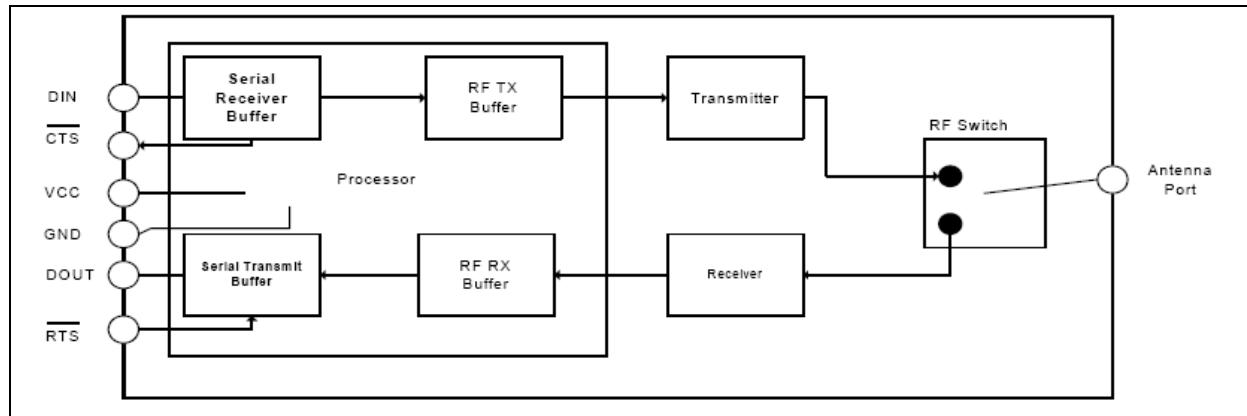 DIN
CTS
VCC
GND
DOUT
RTS
Serial
Receiver
Buffer
RF TX
Buffer
Transmitter
RF Switch
Antenna
Port
Processor
Serial Transmit
Buffer
RF RX
Buffer
Receiver